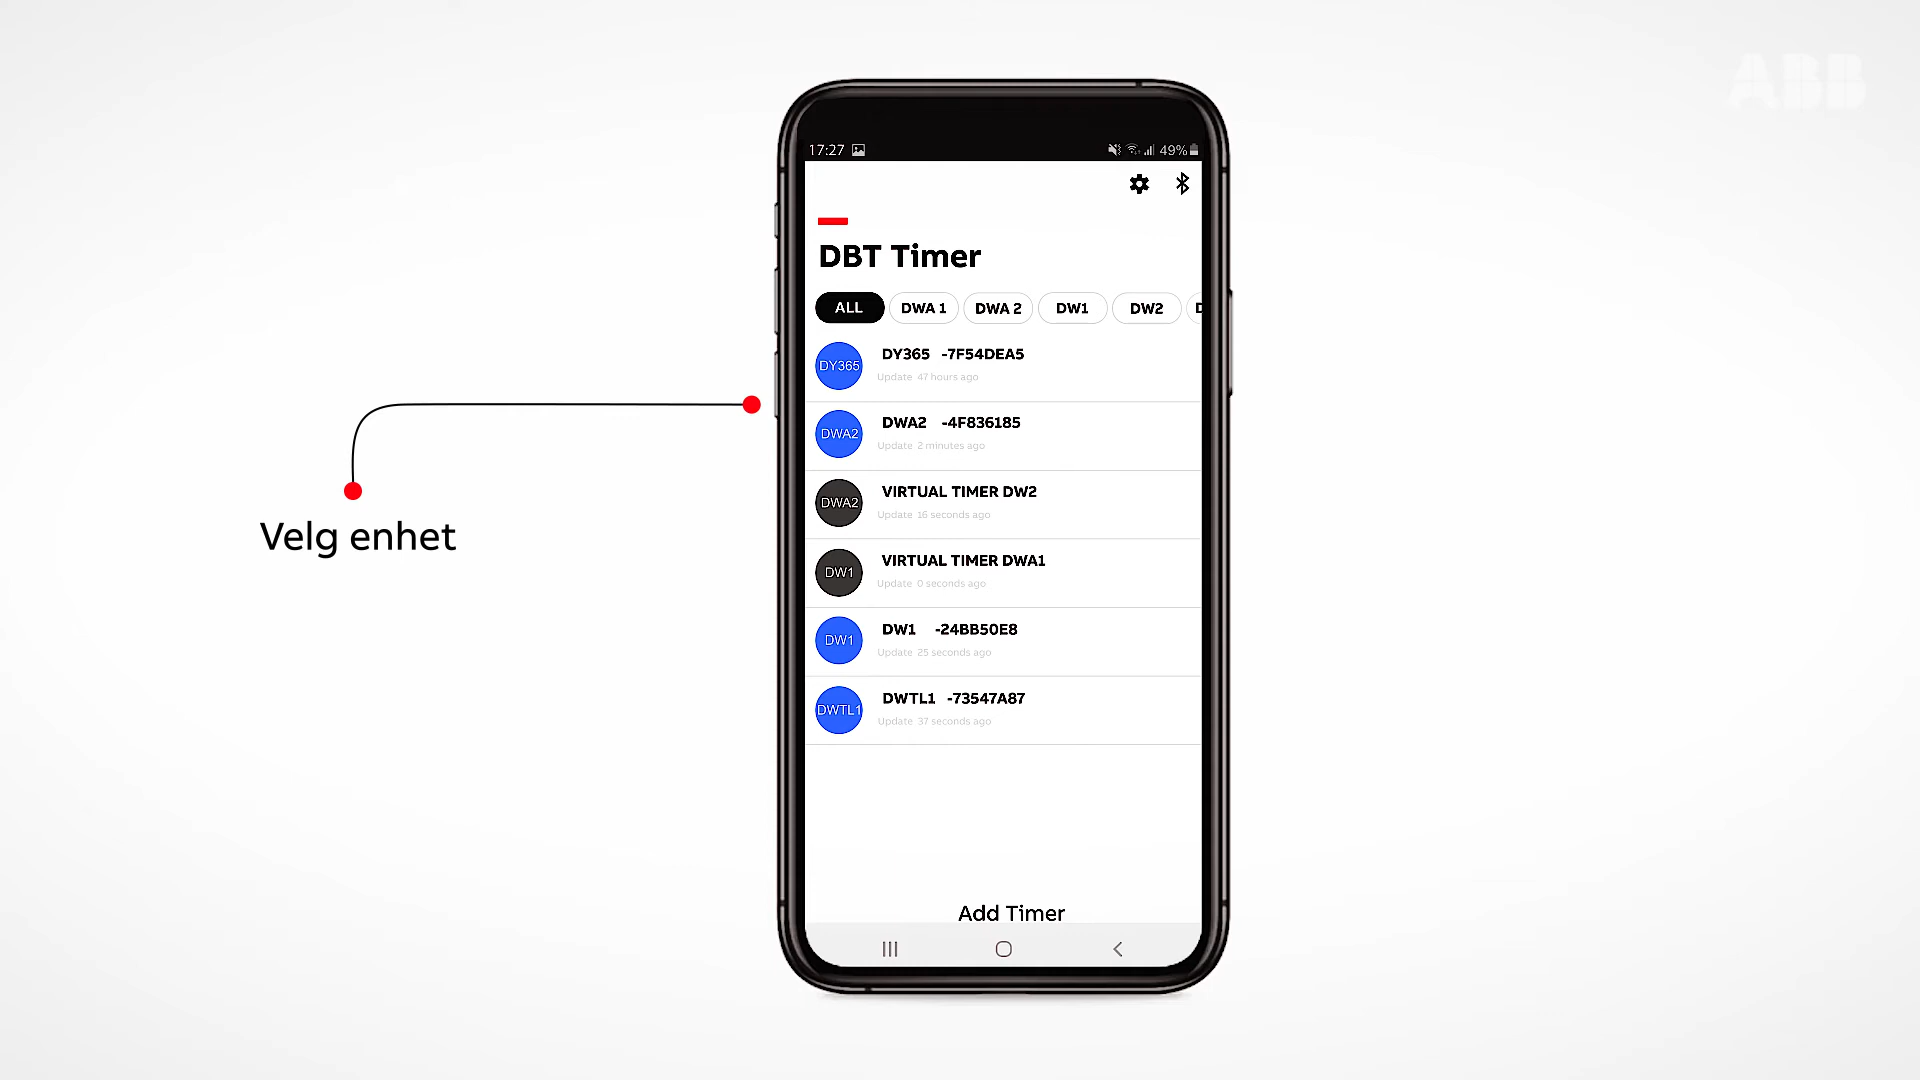 ABB
17:27 49%
DBT Timer
ALL DWA 1 DWA 2 DW1 DW2
DY365 DY365 -7F54DEA5
Update 47 hours ago
DWA2 DWA2 -4F836185
Update 2 minutes ago
DWA2 VIRTUAL TIMER DW2
Update 16 seconds ago
DW1 VIRTUAL TIMER DWA1
Update 0 seconds ago
DW1 DW1 -24BB50E8
Update 25 seconds ago
DWTL1 DWTL1 -73547A87
Update 37 seconds ago
Add Timer
Velg enhet